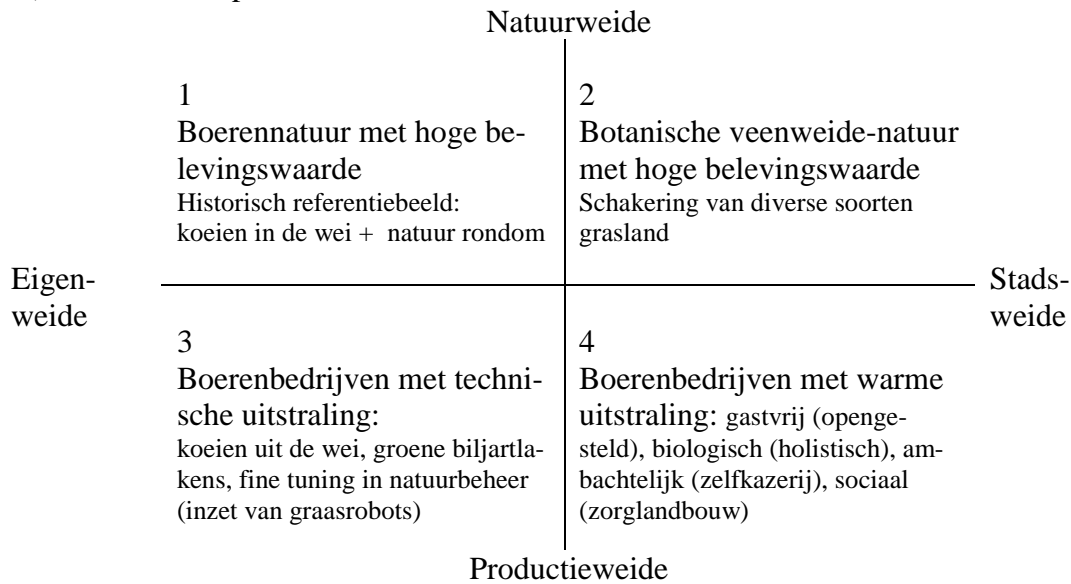 Natuurweide
1
Boerennatuur met hoge be-
levingswaarde
Historisch referentiebeeld:
koeien in de wei + natuur rondom
2
Botanische veenweide-natuur
met hoge belevingswaarde
Schakering van diverse soorten
grasland
Eigen-
weide
Stads-
weide
3
Boerenbedrijven met techni-
sche uitstraling:
koeien uit de wei, groene biljartla-
kens, fine tuning in natuurbeheer
(inzet van graasrobots)
4
Boerenbedrijven met warme
uitstraling: gastvrij (openge-
steld), biologisch (holistisch), am-
bachtelijk (zelfkazerij), sociaal
(zorglandbouw)
Productieweide